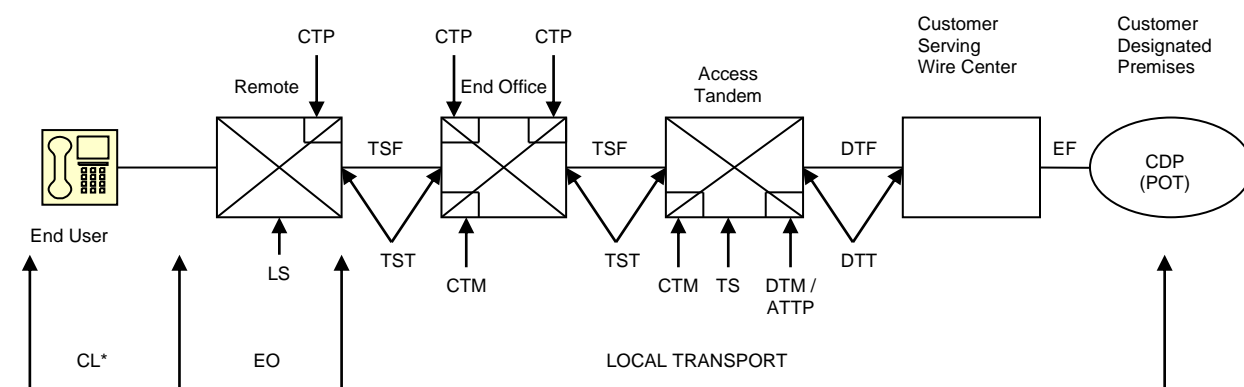 Customer
Serving
Wire Center
Customer
Designated
Premises
CTP
CTP
CTP
Remote
End Office
Access
Tandem
TSF
TSF
DTF
EF
CDP
(POT)
End User
LS
TST
CTM
TST
CTM
TS
DTM /
ATTP
DTT
CL*
EO
LOCAL TRANSPORT